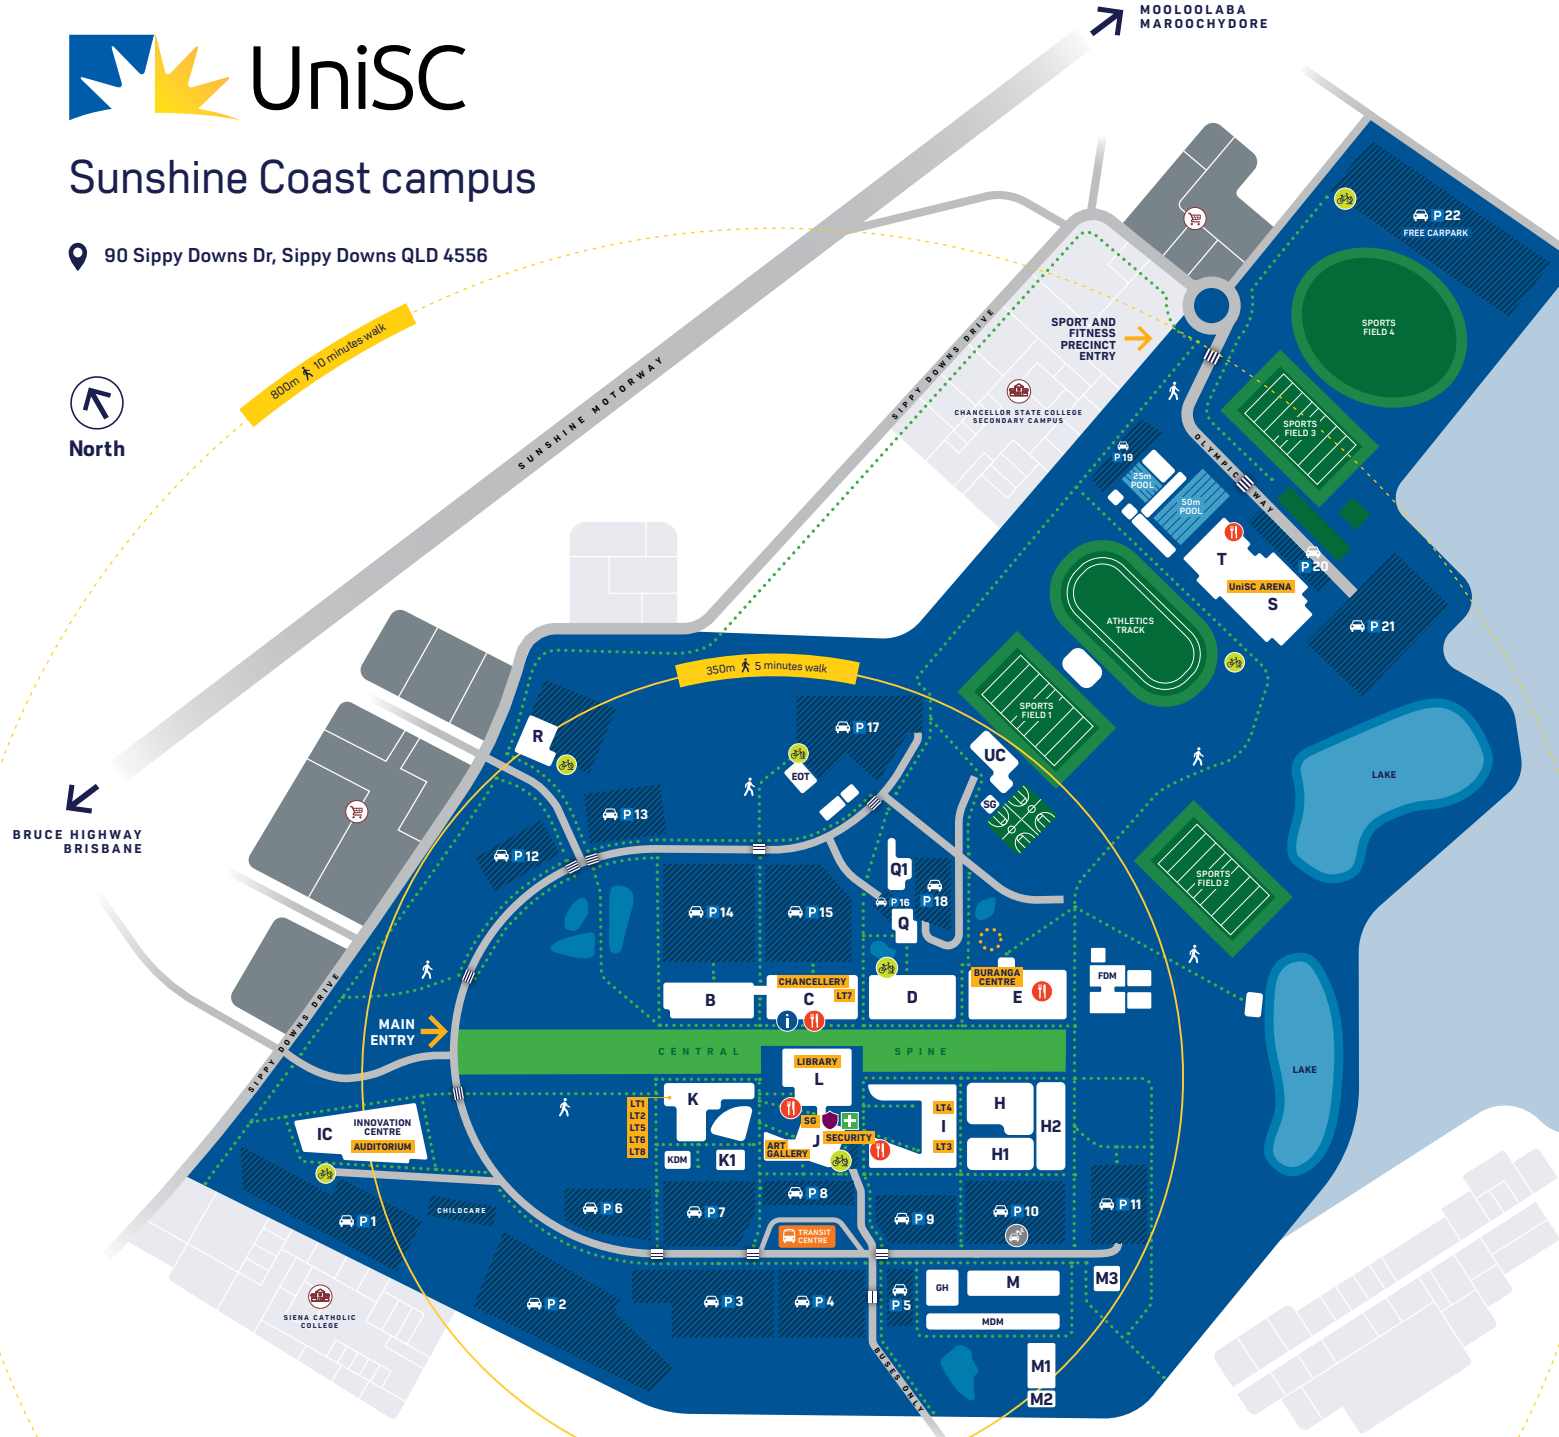 MOOLOOLABA
MAROOCHYDORE
UniSC
Sunshine Coast campus
90 Sippy Downs Dr, Sippy Downs QLD 4556
800m 10 minutes walk
North
SUNSHINE MOTORWAY
SIPPY DOWNS DRIVE
SPORT AND
FITNESS
PRECINCT
ENTRY
CHANCELLOR STATE COLLEGE
SECONDARY CAMPUS
P 22
FREE CARPARK
SPORTS
FIELD 4
SPORTS
FIELD 3
OLYMPIC WAY
P 19
25m
POOL
50m
POOL
T
UniSC ARENA
S
P 20
P 21
ATHLETICS
TRACK
SPORTS
FIELD 1
350m 5 minutes walk
BRUCE HIGHWAY
BRISBANE
R
P 17
EOT
UC
SG
LAKE
P 13
P 12
SPORTS
FIELD 2
Q1
P 16
P 18
Q
P 14
P 15
B
CHANCELLERY
C
LT7
D
BURANGA
CENTRE
E
FDM
SIPPY DOWNS DRIVE
MAIN
ENTRY
CENTRAL SPINE
LAKE
LIBRARY
L
K
LT1
LT2
LT5
LT6
LT8
SG
SECURITY
J
ART
GALLERY
LT4
I
LT3
H
H2
H1
KDM
K1
IC
INNOVATION
CENTRE
AUDITORIUM
P 1
CHILDCARE
P 6
P 7
P 8
P 9
P 10
P 11
TRANSIT
CENTRE
P 2
P 3
P 4
P 5
GH
M
M3
MDM
M1
M2
BUSES ONLY
SIENA CATHOLIC
COLLEGE